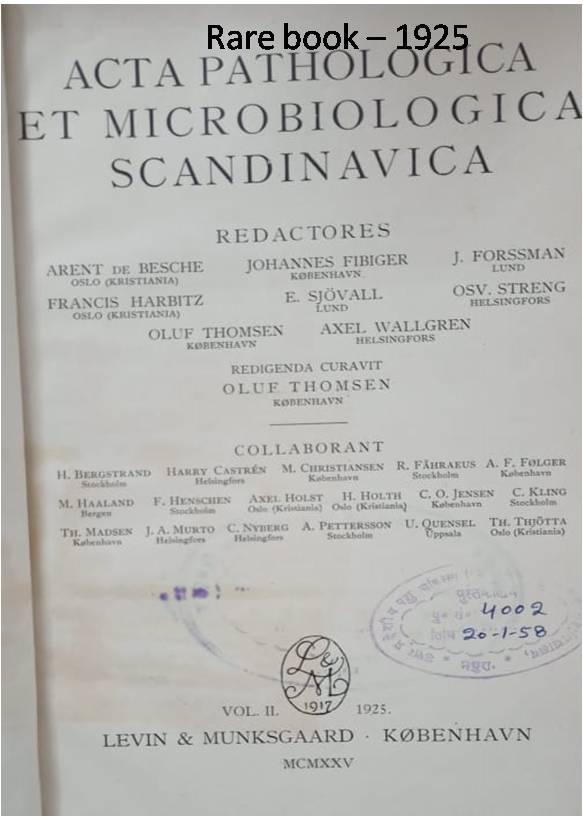 Rare book – 1925
ACTA PATHOLOGICA
ET MICROBIOLOGICA
SCANDINAVICA
REDACTORES
ARENT DE BESCHE JOHANNES FIBIGER J. FORSSMAN
OSLO (KRISTIANIA) KØBENHAVN LUND
FRANCIS HARBITZ E. SJÖVALL OSV. STRENG
OSLO (KRISTIANIA) LUND HELSINGFORS
OLUF THOMSEN AXEL WALLGREN
KØBENHAVN HELSINGFORS
REDIGENDA CURAVIT
OLUF THOMSEN
KØBENHAVN
COLLABORANT
H. BERGSTRAND HARRY CASTRÉN M. CHRISTIANSEN R. FÅHRAEUS A. F. FØLGER
Stockholm Helsingfors København Stockholm København
M. HAALAND F. HENSCHEN AXEL HOLST H. HOLTH C. O. JENSEN C. KLING
Bergen Stockholm Oslo (Kristiania) Oslo (Kristiania) København Stockholm
TH. MADSEN J. A. MURTO C. NYBERG A. PETTERSSON U. QUENSEL TH. THJÖTTA
København Helsingfors Helsingfors Stockholm Uppsala Oslo (Kristiania)
पुस्तकालय
4002
20-1-58
मथुरा.
L & M
1917
VOL. II. 1925.
LEVIN & MUNKSGAARD · KØBENHAVN
MCMXXV